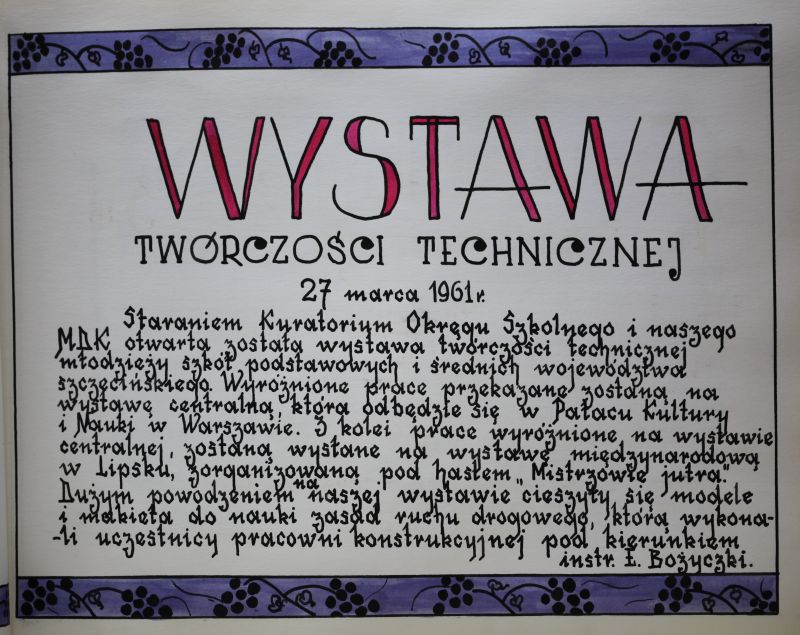 WYSTAWA
TWÓRCZOŚCI TECHNICZNEJ
27 marca 1961 r.
Staraniem Kuratorium Okręgu Szkolnego i naszego
MDK otwarta została wystawa twórczości technicznej
młodzieży szkół podstawowych i średnich województwa
szczecińskiego. Wyróżnione prace przekazane zostaną na
wystawę centralną, która odbędzie się w Pałacu Kultury
i Nauki w Warszawie. Z kolei prace wyróżnione na wystawie
centralnej, zostaną wysłane na wystawę międzynarodową
w Lipsku, zorganizowaną pod hasłem „Mistrzowie jutra."
Dużym powodzeniem na naszej wystawie cieszyły się modele
i makieta do nauki zasad ruchu drogowego, którą wykona-
-li uczestnicy pracowni konstrukcyjnej pod kierunkiem
instr. Ł. Bożyczki.